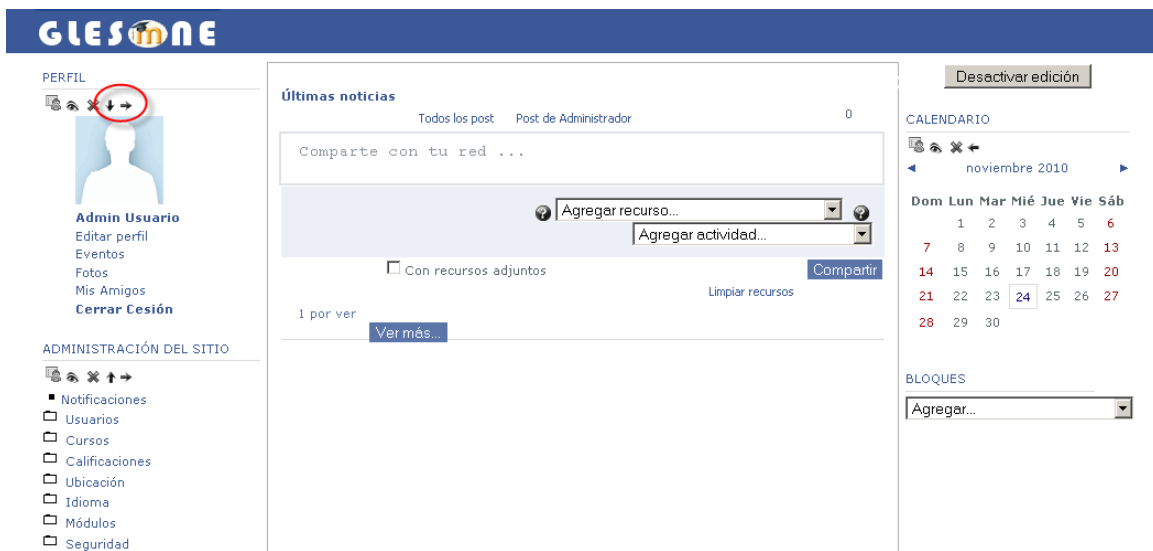 GLESONE
PERFIL
Admin Usuario
Editar perfil
Eventos
Fotos
Mis Amigos
Cerrar Cesión
ADMINISTRACIÓN DEL SITIO
Notificaciones
Usuarios
Cursos
Calificaciones
Ubicación
Idioma
Módulos
Seguridad
Últimas noticias
Todos los post Post de Administrador 0
Comparte con tu red ...
Agregar recurso...
Agregar actividad...
Con recursos adjuntos Compartir
Limpiar recursos
1 por ver
Ver más...
Desactivar edición
CALENDARIO
noviembre 2010
Dom Lun Mar Mié Jue Vie Sáb
1 2 3 4 5 6
7 8 9 10 11 12 13
14 15 16 17 18 19 20
21 22 23 24 25 26 27
28 29 30
BLOQUES
Agregar...